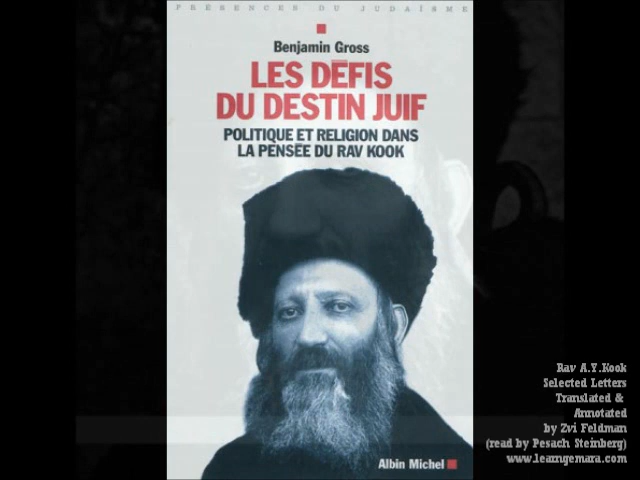 PRÉSENCES DU JUDAÏSME
Benjamin Gross
LES DÉFIS
DU DESTIN JUIF
POLITIQUE ET RELIGION DANS
LA PENSÉE DU RAV KOOK
Albin Michel
Rav A.Y.Kook
Selected Letters
Translated &
Annotated
by Zvi Feldman
(read by Pesach Steinberg)
www.learngemara.com